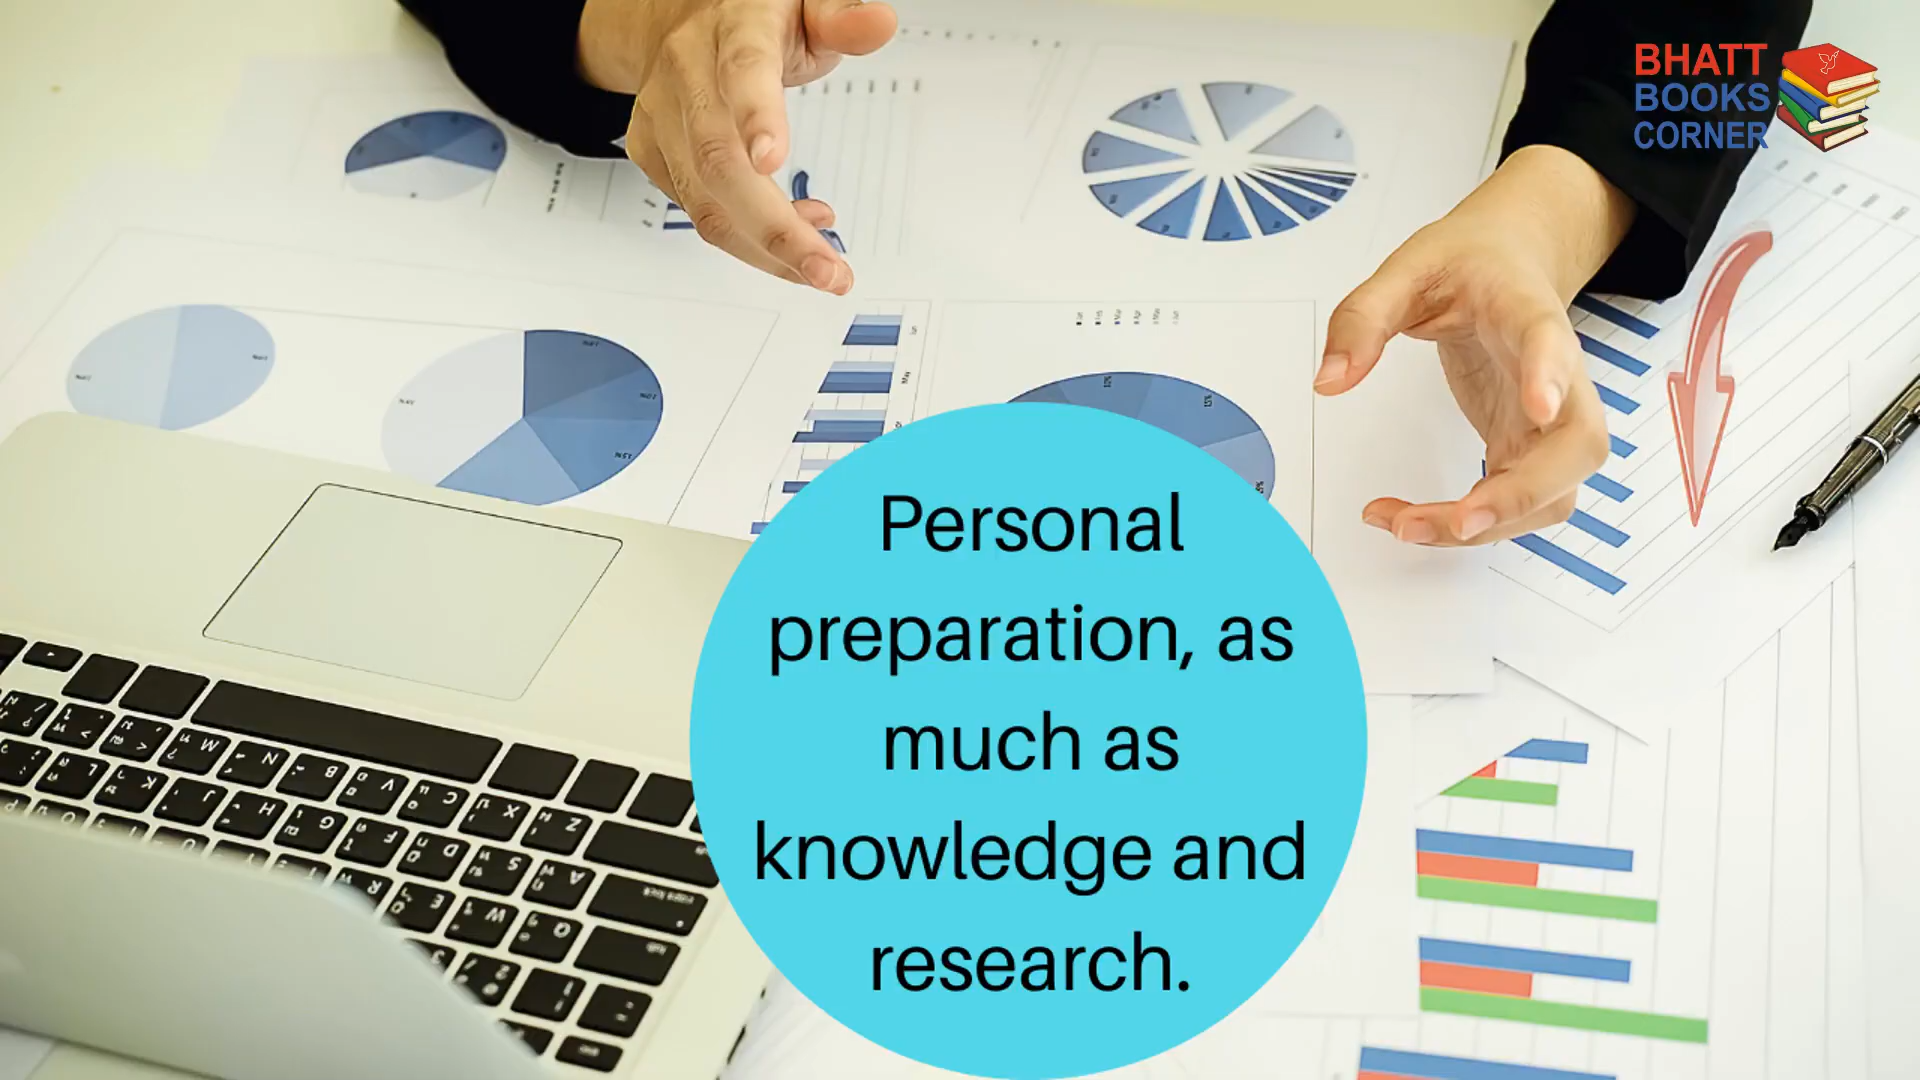 BHATT
BOOKS
CORNER
Personal
preparation, as
much as
knowledge and
research.